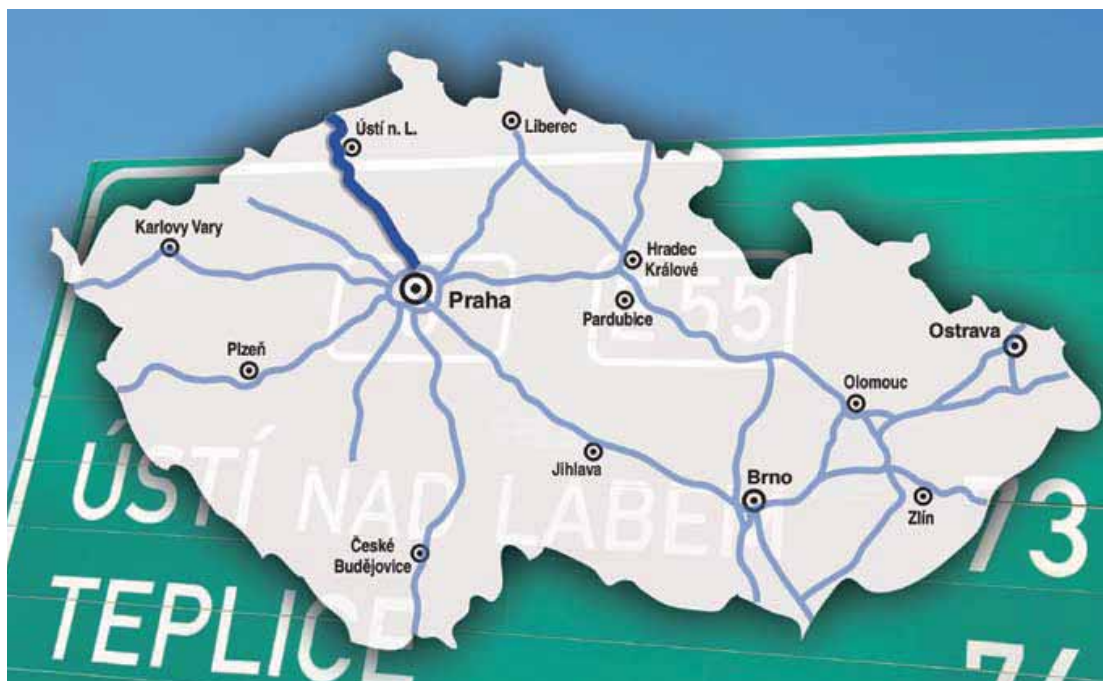 Ústí n. L.
Liberec
Karlovy Vary
Hradec
Králové
Praha
Pardubice
Ostrava
Plzeň
Olomouc
Jihlava
Brno
Zlín
České
Budějovice
E 55
ÚSTÍ NAD LABEM 73
TEPLICE